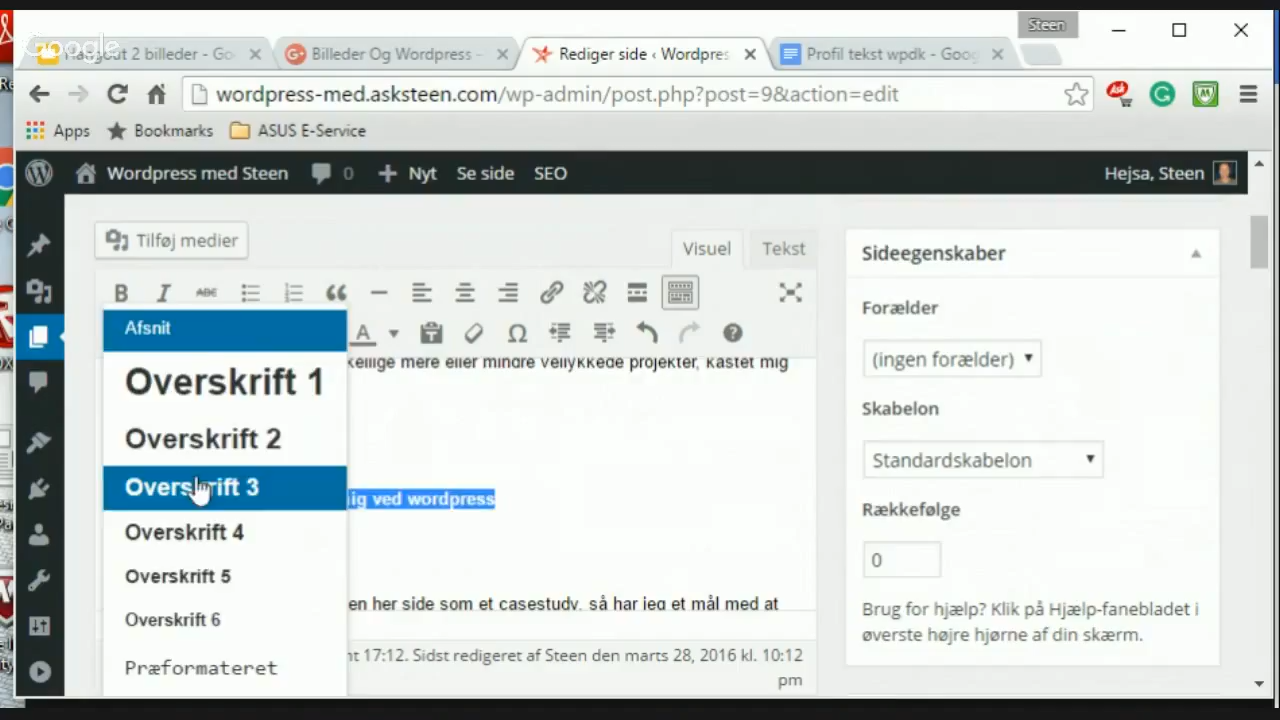 Steen
Google
Hangout 2 billeder - Go
Billeder Og Wordpress -
Rediger side ‹ Wordpres
Profil tekst wpdk - Goog
wordpress-med.asksteen.com/wp-admin/post.php?post=9&action=edit
Apps
Bookmarks
ASUS E-Service
Wordpress med Steen
0
Nyt
Se side
SEO
Hejsa, Steen
Tilføj medier
Visuel
Tekst
Sideegenskaber
B I ABC
A
Forælder
(ingen forælder)
Skabelon
Standardskabelon
Rækkefølge
0
Brug for hjælp? Klik på Hjælp-fanebladet i
øverste højre hjørne af din skærm.
Afsnit
Overskrift 1
Overskrift 2
Overskrift 3
Overskrift 4
Overskrift 5
Overskrift 6
Præformateret
kellige mere eller mindre vellykkede projekter, kastet mig
ig ved wordpress
en her side som et casestudy, så har jeg et mål med at
nt 17:12. Sidst redigeret af Steen den marts 28, 2016 kl. 10:12
pm